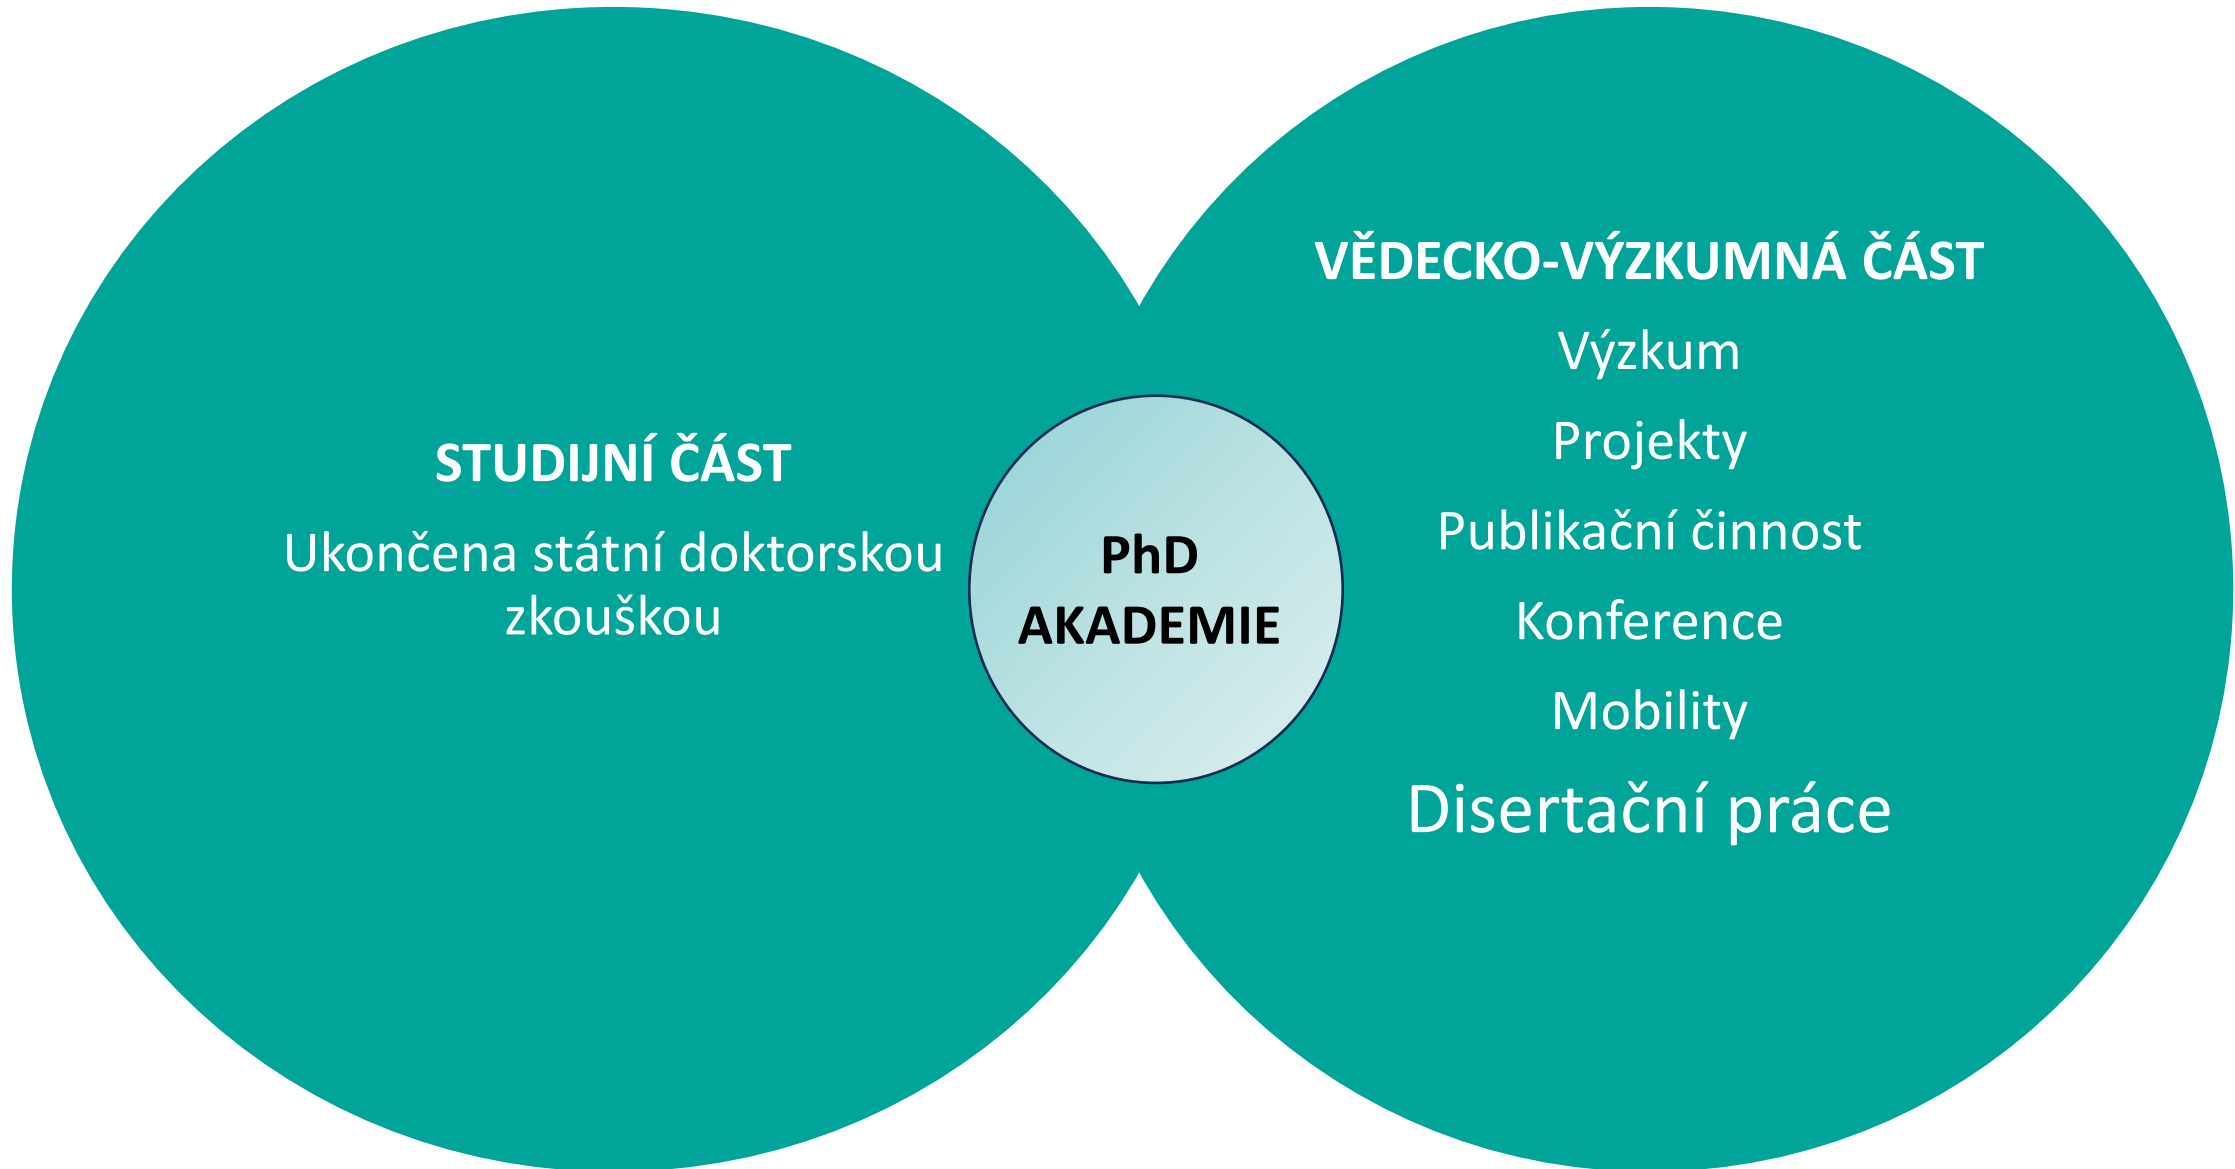 STUDIJNÍ ČÁST
Ukončena státní doktorskou
zkouškou
PhD
AKADEMIE
VĚDECKO-VÝZKUMNÁ ČÁST
Výzkum
Projekty
Publikační činnost
Konference
Mobility
Disertační práce